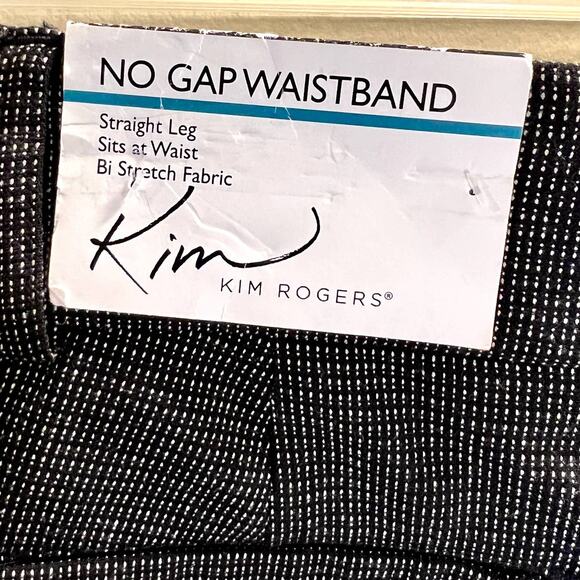 NO GAP WAISTBAND
Straight Leg
Sits at Waist
Bi Stretch Fabric
Kim
KIM ROGERS®